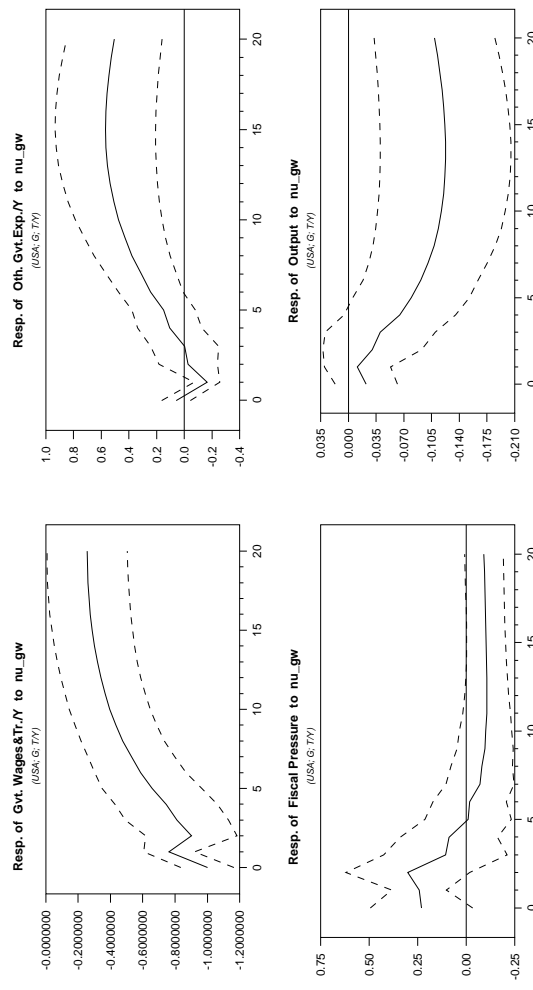 Resp. of Gvt. Wages&Tr./Y to nu_gw
(USA; G; T/Y)
-0.0000000
-0.2000000
-0.4000000
-0.6000000
-0.8000000
-1.0000000
-1.2000000
0 5 10 15 20
Resp. of Oth. Gvt.Exp./Y to nu_gw
(USA; G; T/Y)
1.0
0.8
0.6
0.4
0.2
0.0
-0.2
-0.4
0 5 10 15 20
Resp. of Fiscal Pressure to nu_gw
(USA; G; T/Y)
0.75
0.50
0.25
0.00
-0.25
0 5 10 15 20
Resp. of Output to nu_gw
(USA; G; T/Y)
0.035
0.000
-0.035
-0.070
-0.105
-0.140
-0.175
-0.210
0 5 10 15 20